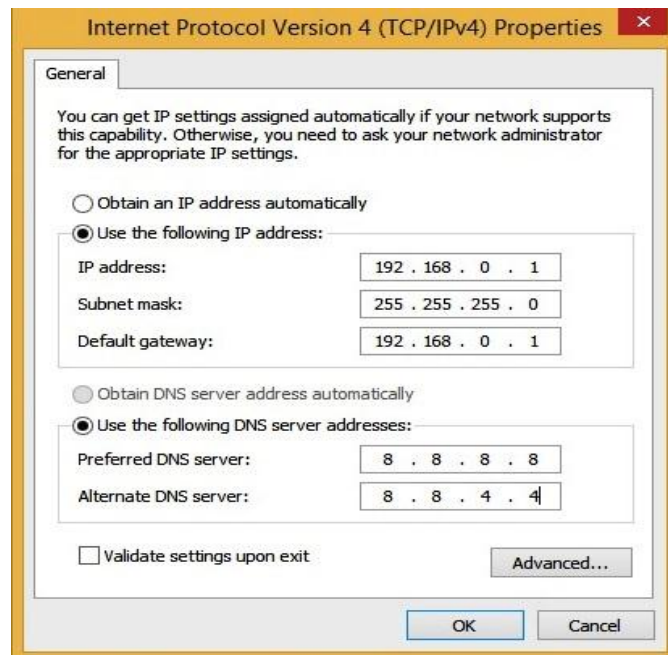 Internet Protocol Version 4 (TCP/IPv4) Properties
General
You can get IP settings assigned automatically if your network supports
this capability. Otherwise, you need to ask your network administrator
for the appropriate IP settings.
Obtain an IP address automatically
Use the following IP address:
IP address: 192 . 168 . 0 . 1
Subnet mask: 255 . 255 . 255 . 0
Default gateway: 192 . 168 . 0 . 1
Obtain DNS server address automatically
Use the following DNS server addresses:
Preferred DNS server: 8 . 8 . 8 . 8
Alternate DNS server: 8 . 8 . 4 . 4
Validate settings upon exit
Advanced...
OK Cancel